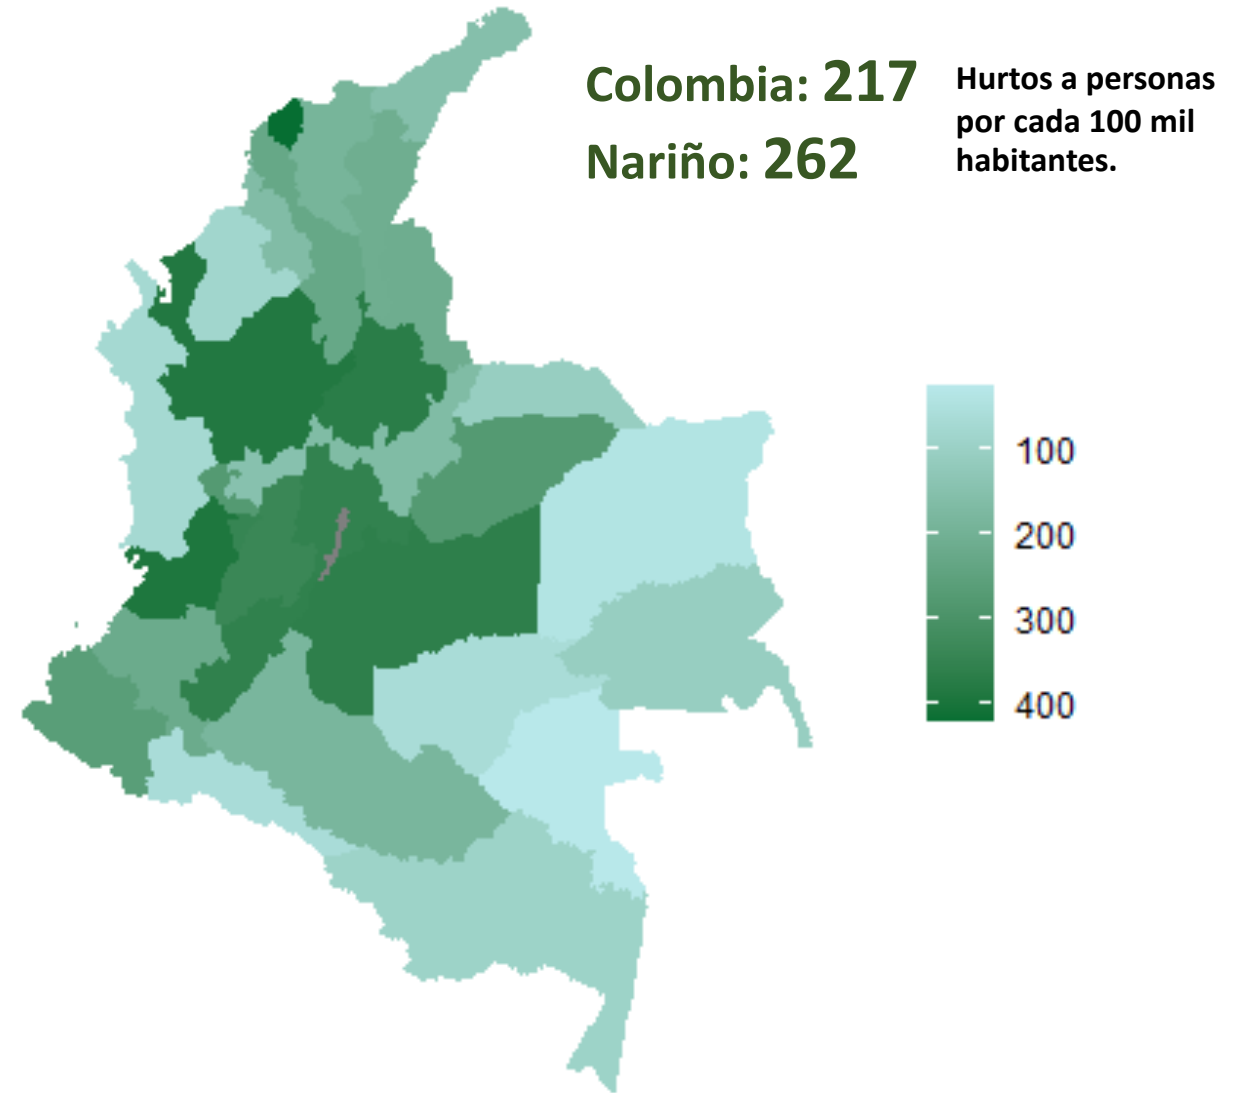 Colombia: 217
Nariño: 262
Hurtos a personas
por cada 100 mil
habitantes.
100
200
300
400